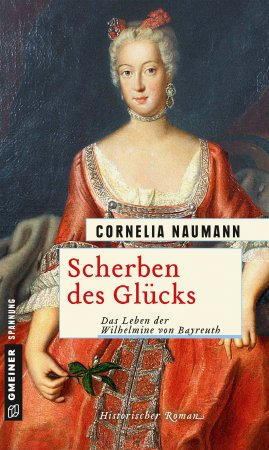 CORNELIA NAUMANN
Scherben
des Glücks
Das Leben der
Wilhelmine von Bayreuth
Historischer Roman
GMEINER SPANNUNG